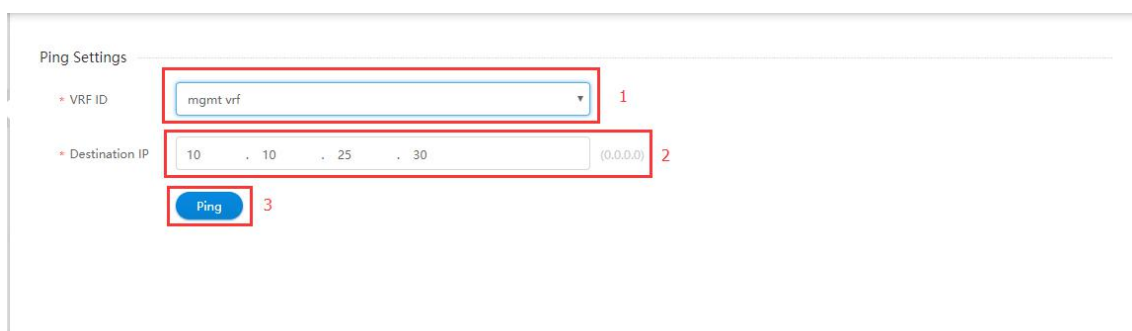 Ping Settings
* VRF ID mgmt vrf 1
* Destination IP 10 . 10 . 25 . 30 (0.0.0.0) 2
Ping 3